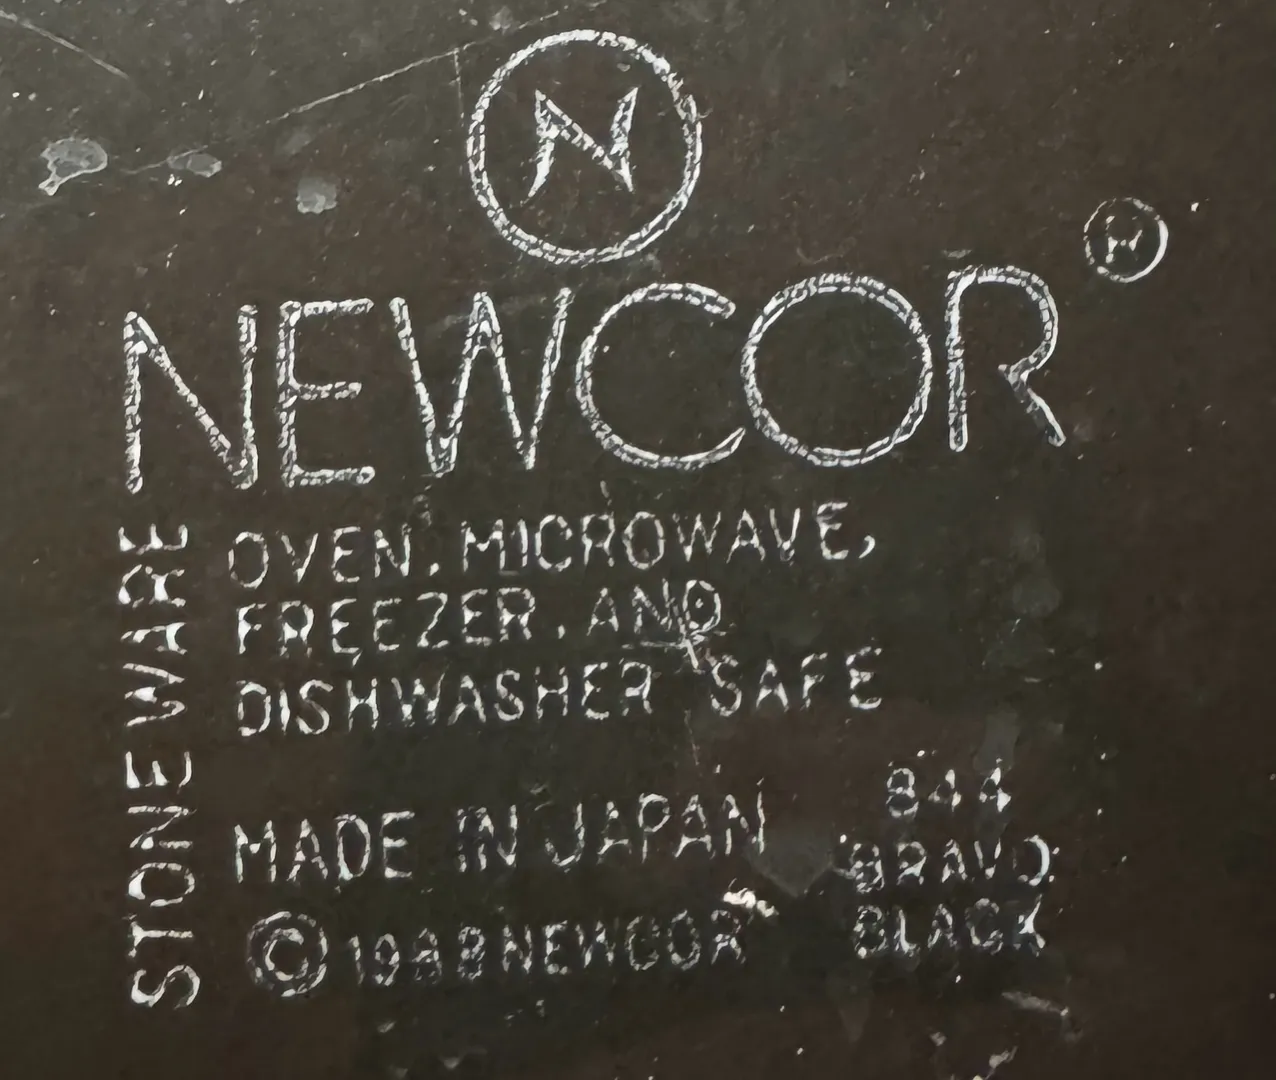 N
NEWCOR ®
STONEWARE
OVEN, MICROWAVE,
FREEZER, AND
DISHWASHER SAFE
MADE IN JAPAN
© 1988 NEWCOR
844
BRAVO
BLACK